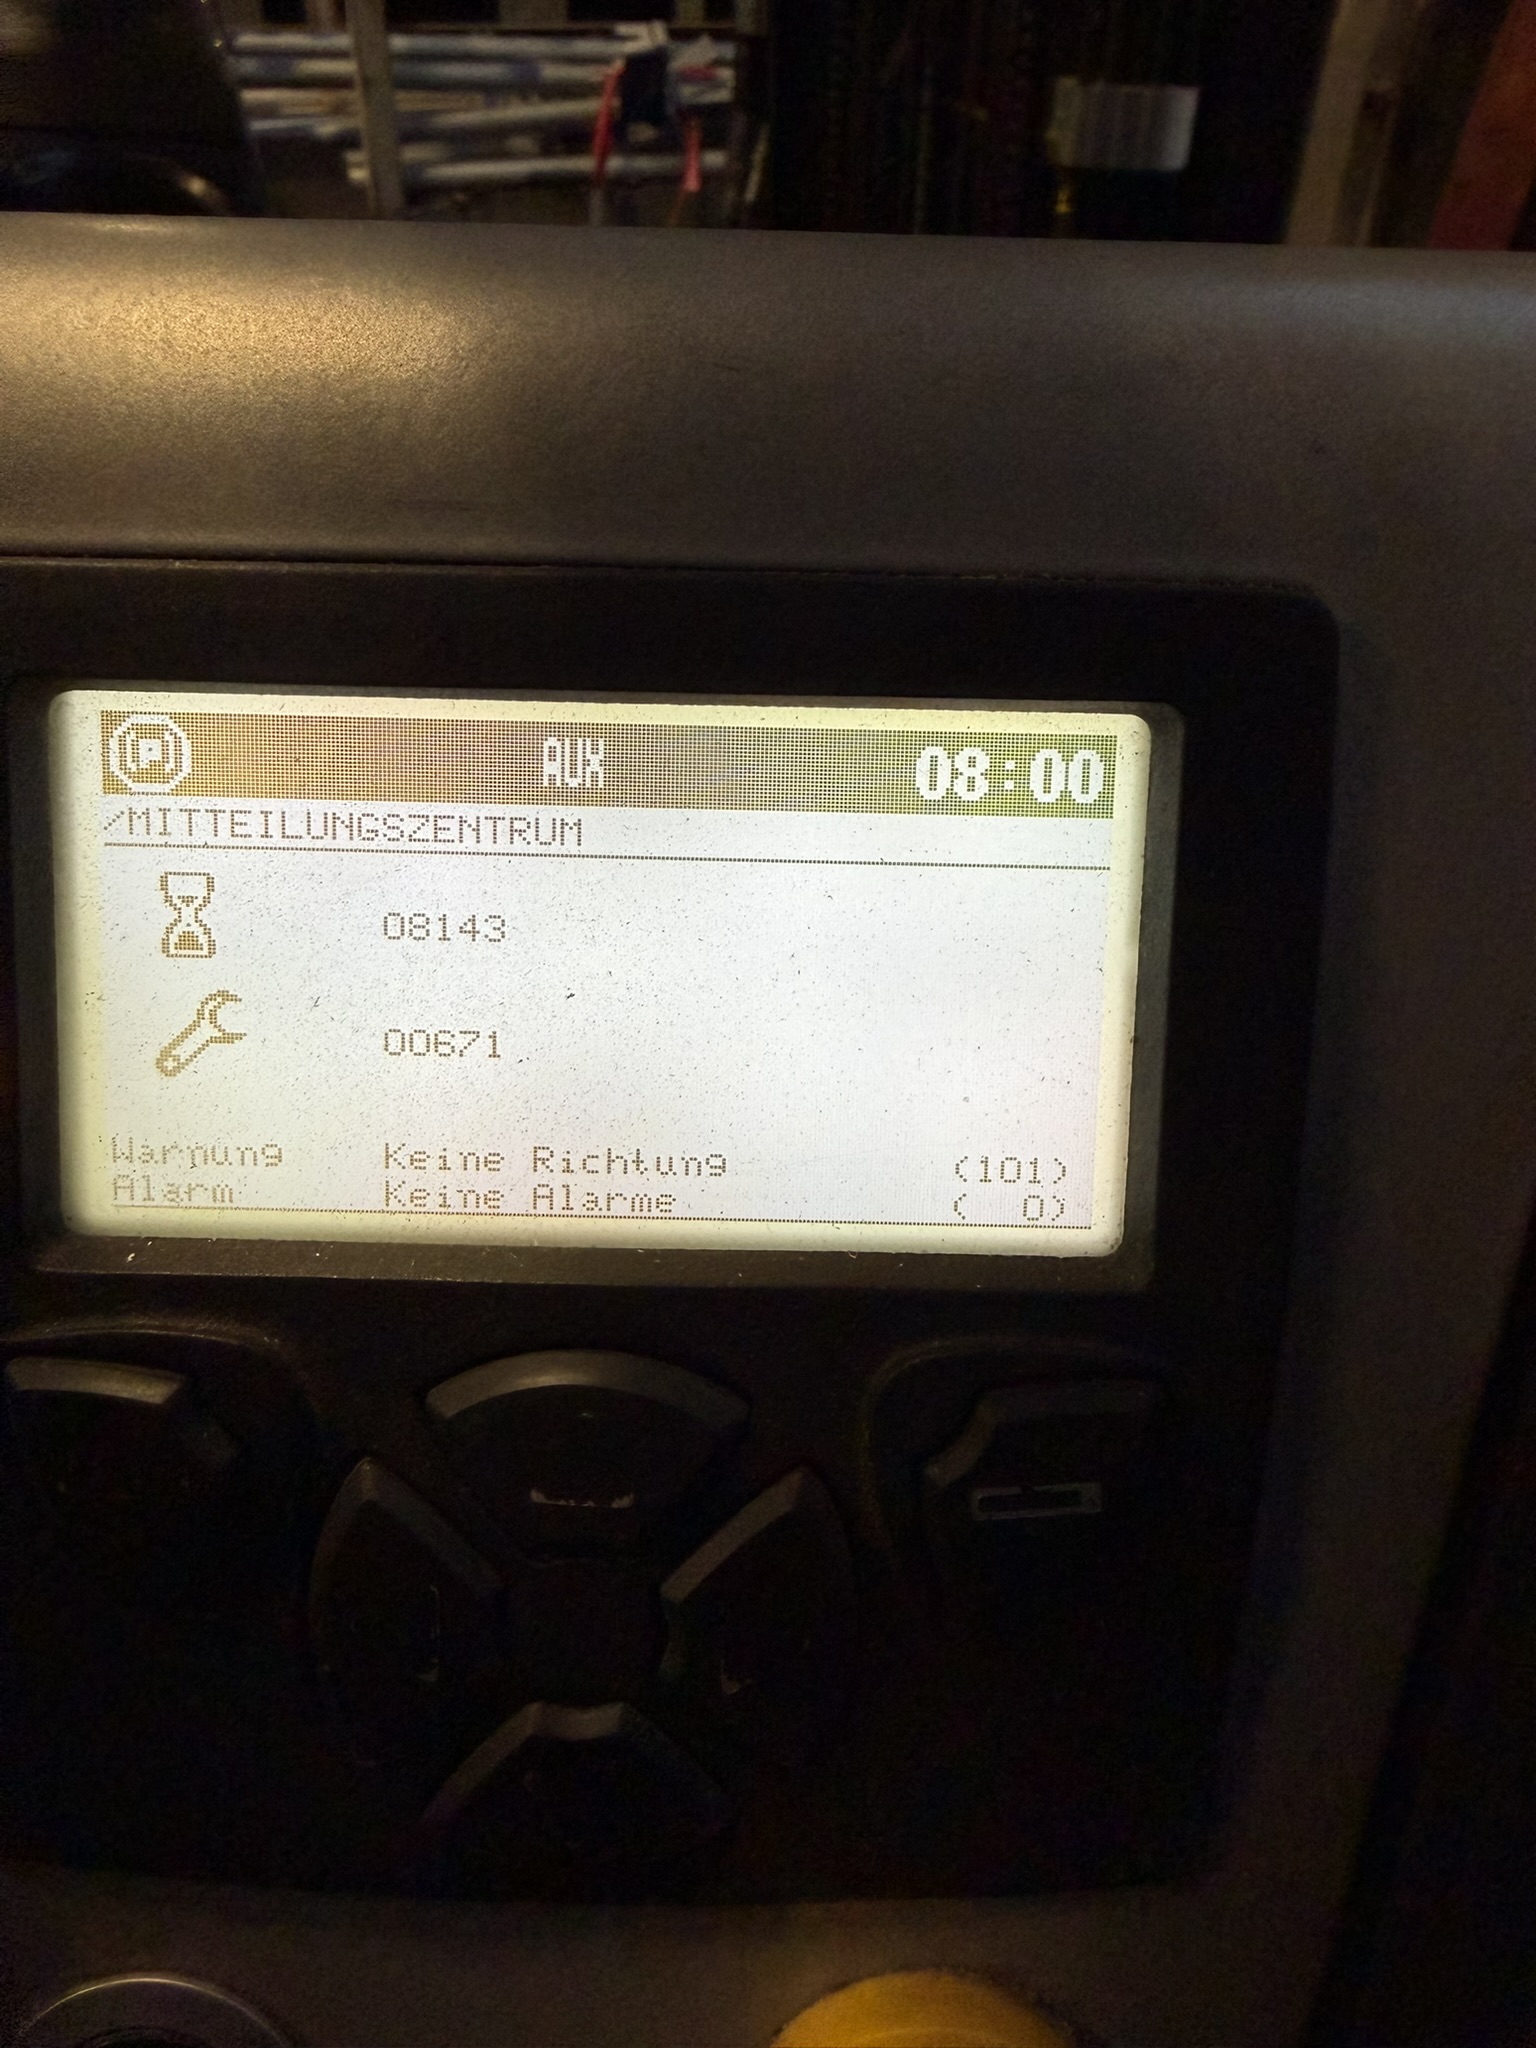 (P) AUX 08:00
/MITTEILUNGSZENTRUM
08143
00671
Warnung Keine Richtung (101)
Alarm Keine Alarme ( 0)